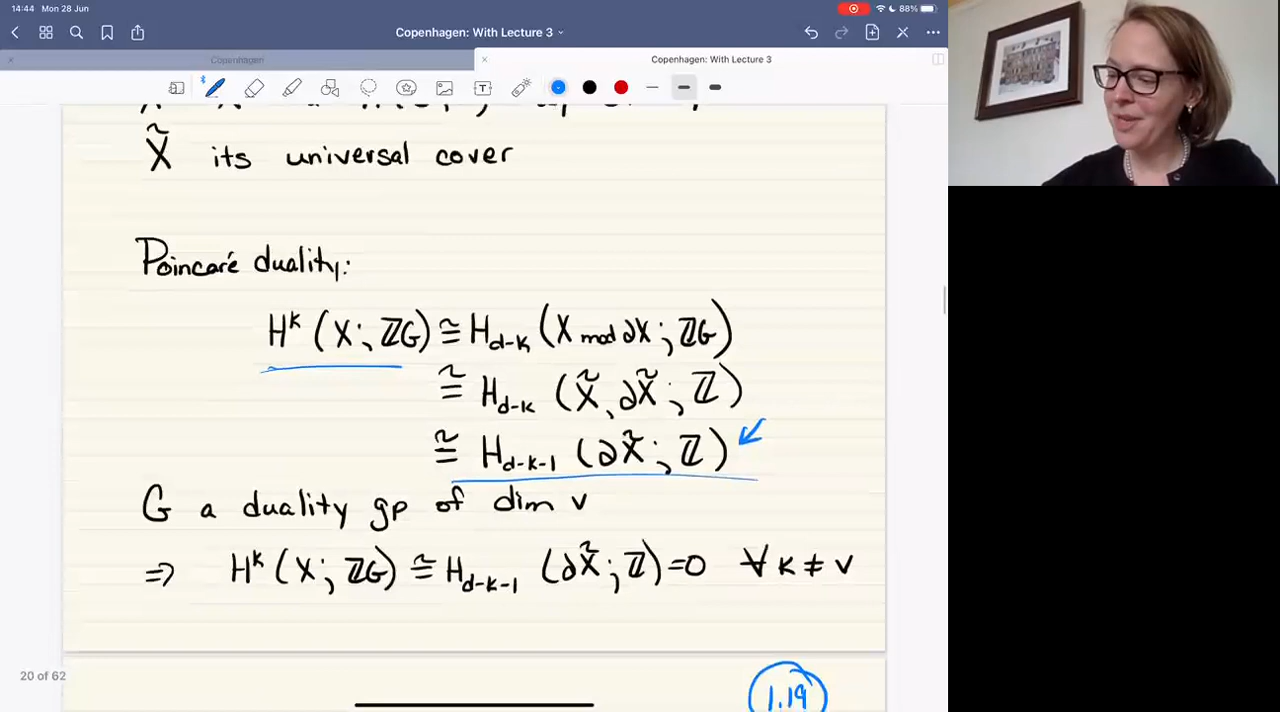 14:44 Mon 28 Jun
88%
Copenhagen: With Lecture 3
Copenhagen
Copenhagen: With Lecture 3
X̃ its universal cover
Poincaré duality:
Hᵏ(X; ℤG) ≅ H_{d-k}(X mod ∂X; ℤG)
≅ H_{d-k}(X̃, ∂X̃; ℤ)
≅ H_{d-k-1}(∂X̃; ℤ)
G a duality gp of dim v
⇒ Hᵏ(X; ℤG) ≅ H_{d-k-1}(∂X̃; ℤ)=0 ∀ k ≠ v
20 of 62
1.19